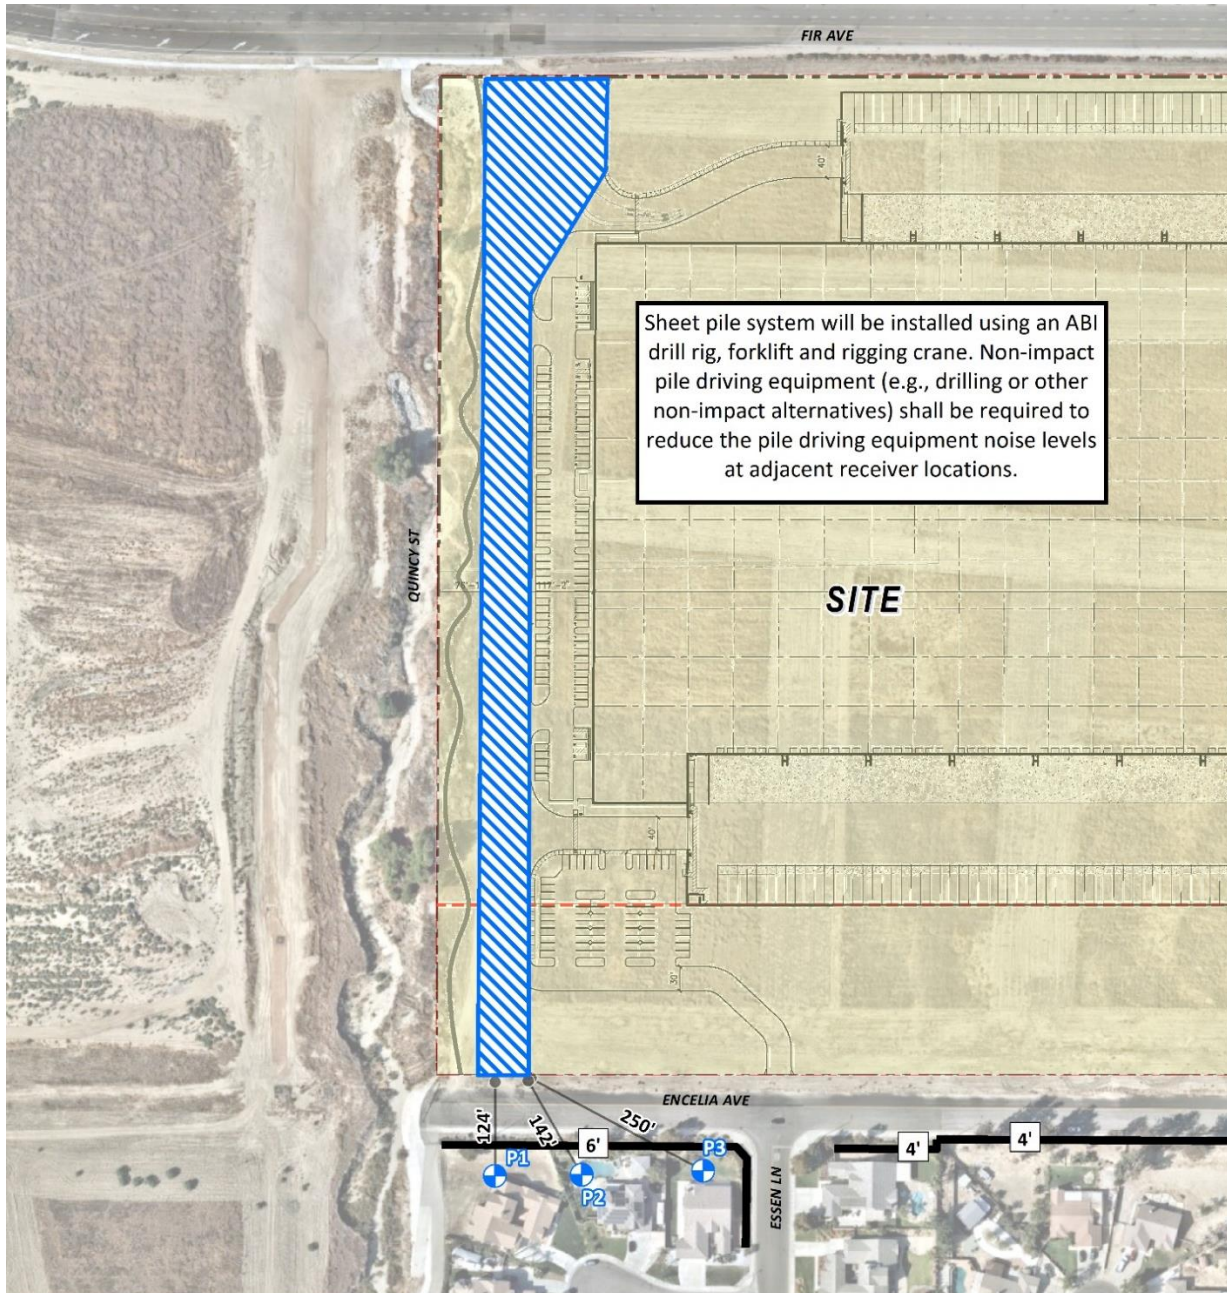 FIR AVE
40'
Sheet pile system will be installed using an ABI
drill rig, forklift and rigging crane. Non-impact
pile driving equipment (e.g., drilling or other
non-impact alternatives) shall be required to
reduce the pile driving equipment noise levels
at adjacent receiver locations.
QUINCY ST
SITE
40'
30'
ENCELIA AVE
124'
142'
250'
6'
4'
4'
P1
P2
P3
ESSEN LN